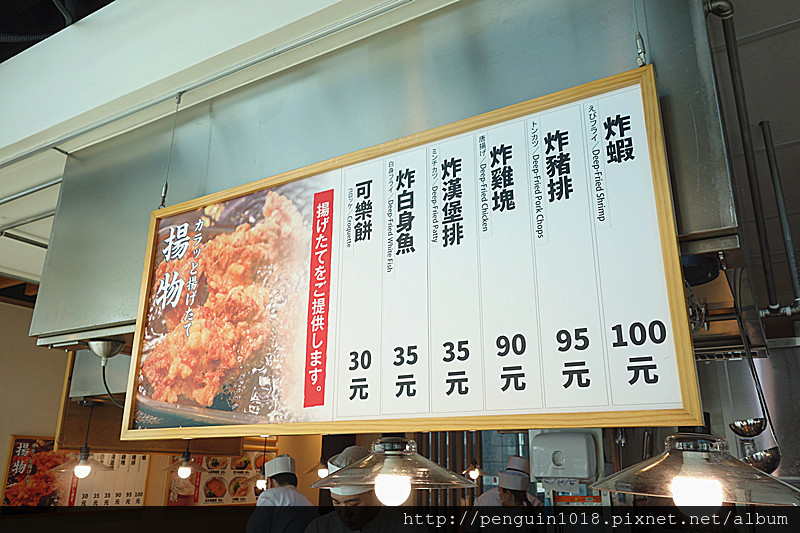 炸蝦
えびフライ/Deep-Fried Shrimp
100元
炸豬排
トンカツ/Deep-Fried Pork Chops
95元
炸雞塊
唐揚げ/Deep-Fried Chicken
90元
炸漢堡排
ミンチカツ/Deep-Fried Patty
35元
炸白身魚
白身フライ/Deep-Fried White Fish
35元
可樂餅
コロッケ/Croquette
30元
揚げたてをご提供します。
カラッと揚げたて
揚物
揚物
http://penguin1018.pixnet.net/album